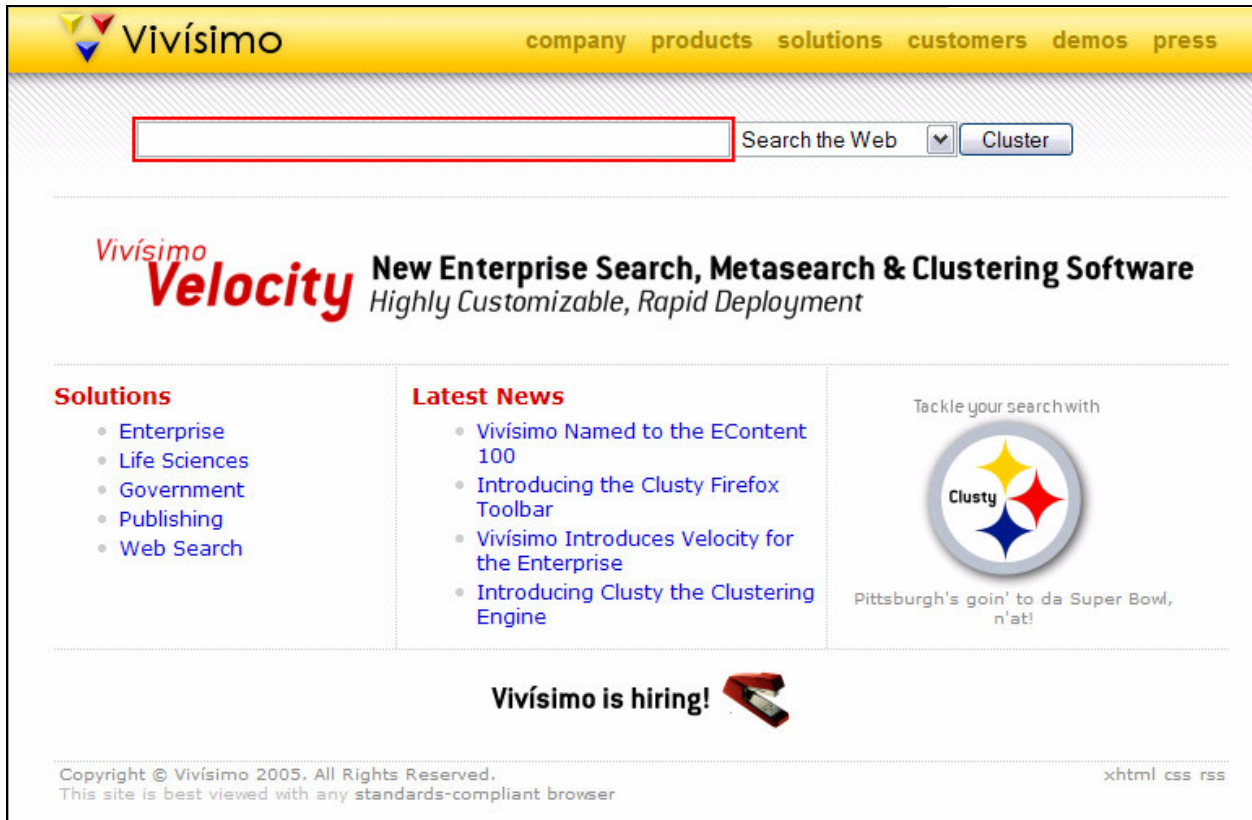 Vivísimo
company products solutions customers demos press
Search the Web
Cluster
Vivísimo
Velocity
New Enterprise Search, Metasearch & Clustering Software
Highly Customizable, Rapid Deployment
Solutions
Enterprise
Life Sciences
Government
Publishing
Web Search
Latest News
Vivísimo Named to the EContent
100
Introducing the Clusty Firefox
Toolbar
Vivísimo Introduces Velocity for
the Enterprise
Introducing Clusty the Clustering
Engine
Tackle your search with
Clusty
Pittsburgh's goin' to da Super Bowl,
n'at!
Vivísimo is hiring!
Copyright © Vivísimo 2005. All Rights Reserved.
xhtml css rss
This site is best viewed with any standards-compliant browser